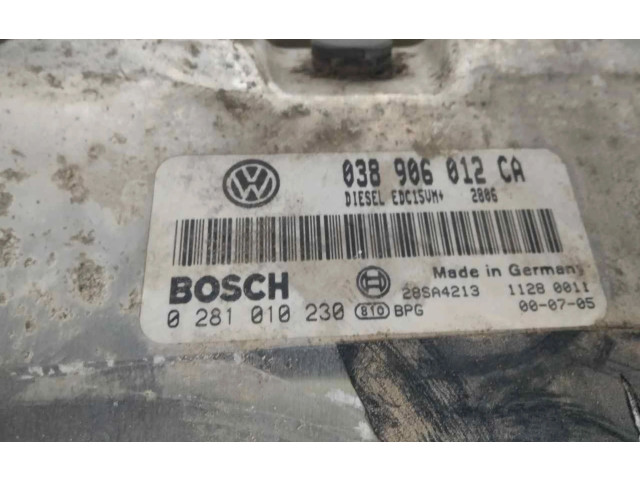 038 906 012 CA
DIESEL EDC15VM+ 2806
BOSCH
Made in Germany
28SA4213 1128 0011
0 281 010 230 810 BPG 00-07-05